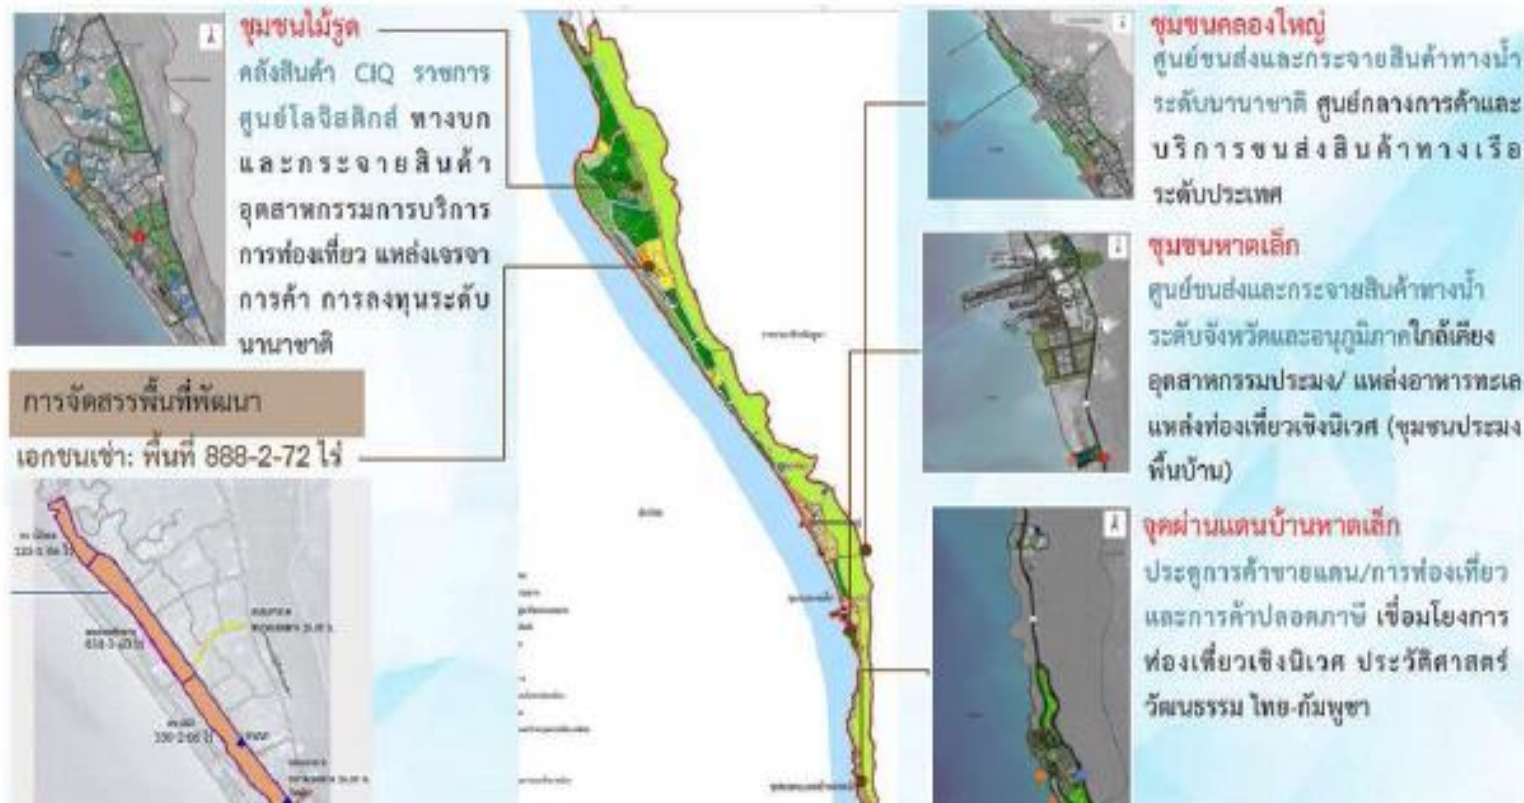 ชุมชนไม้รูด
คลังสินค้า CIQ ราชการ
ศูนย์โลจิสติกส์ ทางบก
และกระจายสินค้า
อุตสาหกรรมการบริการ
การท่องเที่ยว แหล่งเจรจา
การค้า การลงทุนระดับ
นานาชาติ
การจัดสรรพื้นที่พัฒนา
เอกชนเช่า: พื้นที่ 888-2-72 ไร่
ชุมชนคลองใหญ่
ศูนย์ขนส่งและกระจายสินค้าทางน้ำ
ระดับนานาชาติ ศูนย์กลางการค้าและ
บริการขนส่งสินค้าทางเรือ
ระดับประเทศ
ชุมชนหาดเล็ก
ศูนย์ขนส่งและกระจายสินค้าทางน้ำ
ระดับจังหวัดและอนุภูมิภาคใกล้เคียง
อุตสาหกรรมประมง/ แหล่งอาหารทะเล
แหล่งท่องเที่ยวเชิงนิเวศ (ชุมชนประมง
พื้นบ้าน)
จุดผ่านแดนบ้านหาดเล็ก
ประตูการค้าชายแดน/การท่องเที่ยว
และการค้าปลอดภาษี เชื่อมโยงการ
ท่องเที่ยวเชิงนิเวศ ประวัติศาสตร์
วัฒนธรรม ไทย-กัมพูชา